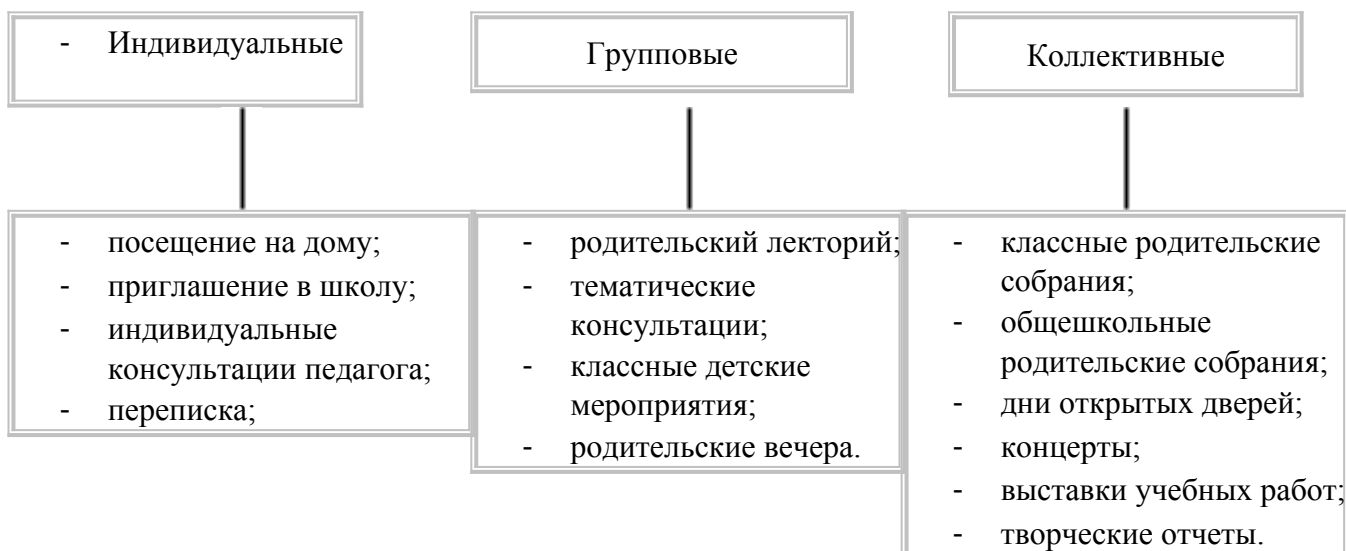 - Индивидуальные
Групповые
Коллективные
- посещение на дому;
- приглашение в школу;
- индивидуальные
консультации педагога;
- переписка;
- родительский лекторий;
- тематические
консультации;
- классные детские
мероприятия;
- родительские вечера.
- классные родительские
собрания;
- общешкольные
родительские собрания;
- дни открытых дверей;
- концерты;
- выставки учебных работ;
- творческие отчеты.